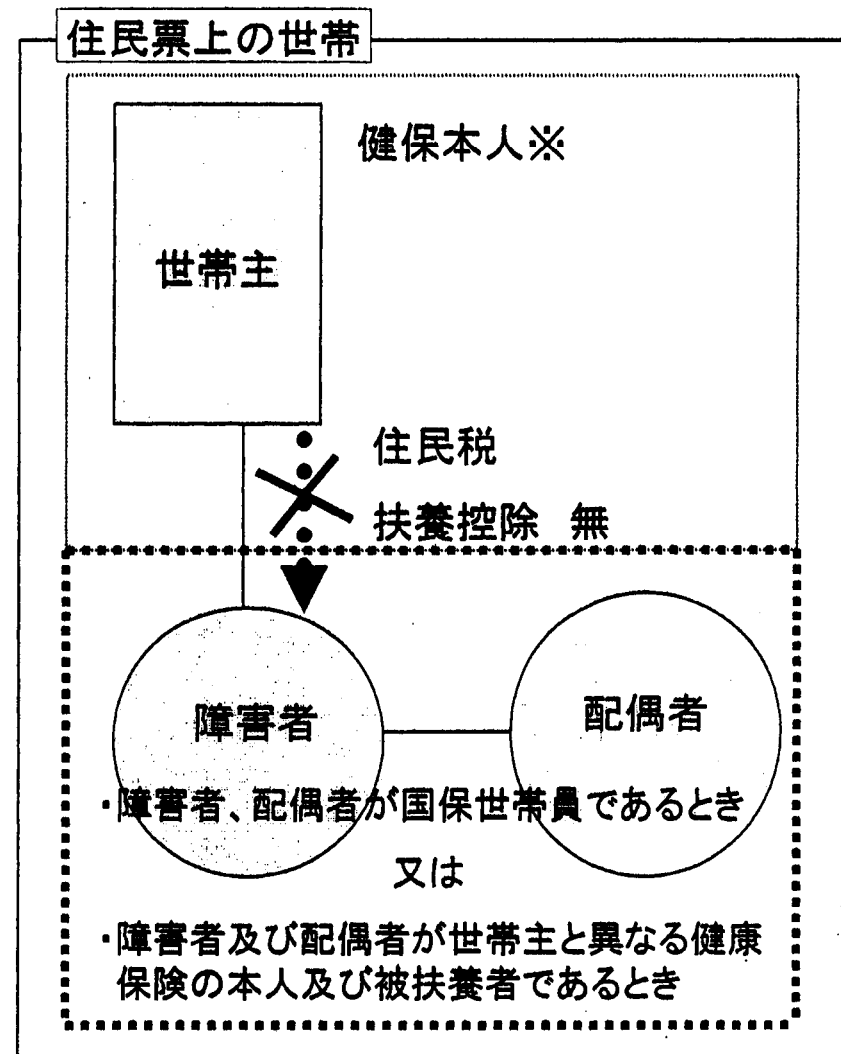 住民票上の世帯
健保本人※
世帯主
住民税
扶養控除 無
障害者
配偶者
・障害者、配偶者が国保世帯員であるとき
又は
・障害者及び配偶者が世帯主と異なる健康
保険の本人及び被扶養者であるとき